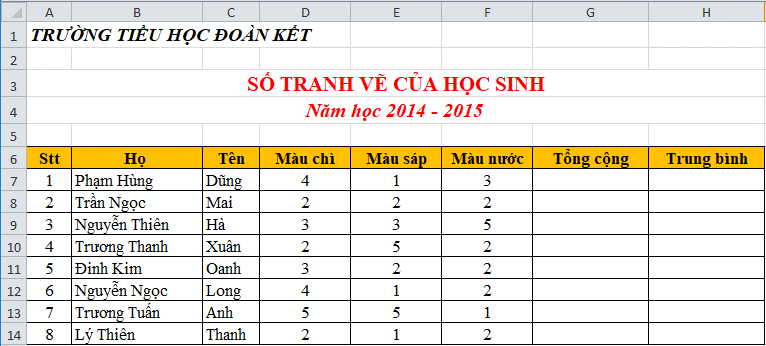 A B C D E F G H
1 TRƯỜNG TIỂU HỌC ĐOÀN KẾT
2
3 SỐ TRANH VẼ CỦA HỌC SINH
4 Năm học 2014 - 2015
5
6 Stt Họ Tên Màu chì Màu sáp Màu nước Tổng cộng Trung bình
7 1 Phạm Hùng Dũng 4 1 3
8 2 Trần Ngọc Mai 2 2 2
9 3 Nguyễn Thiên Hà 3 3 5
10 4 Trương Thanh Xuân 2 5 2
11 5 Đinh Kim Oanh 3 2 2
12 6 Nguyễn Ngọc Long 4 1 2
13 7 Trương Tuấn Anh 5 5 1
14 8 Lý Thiên Thanh 2 1 2